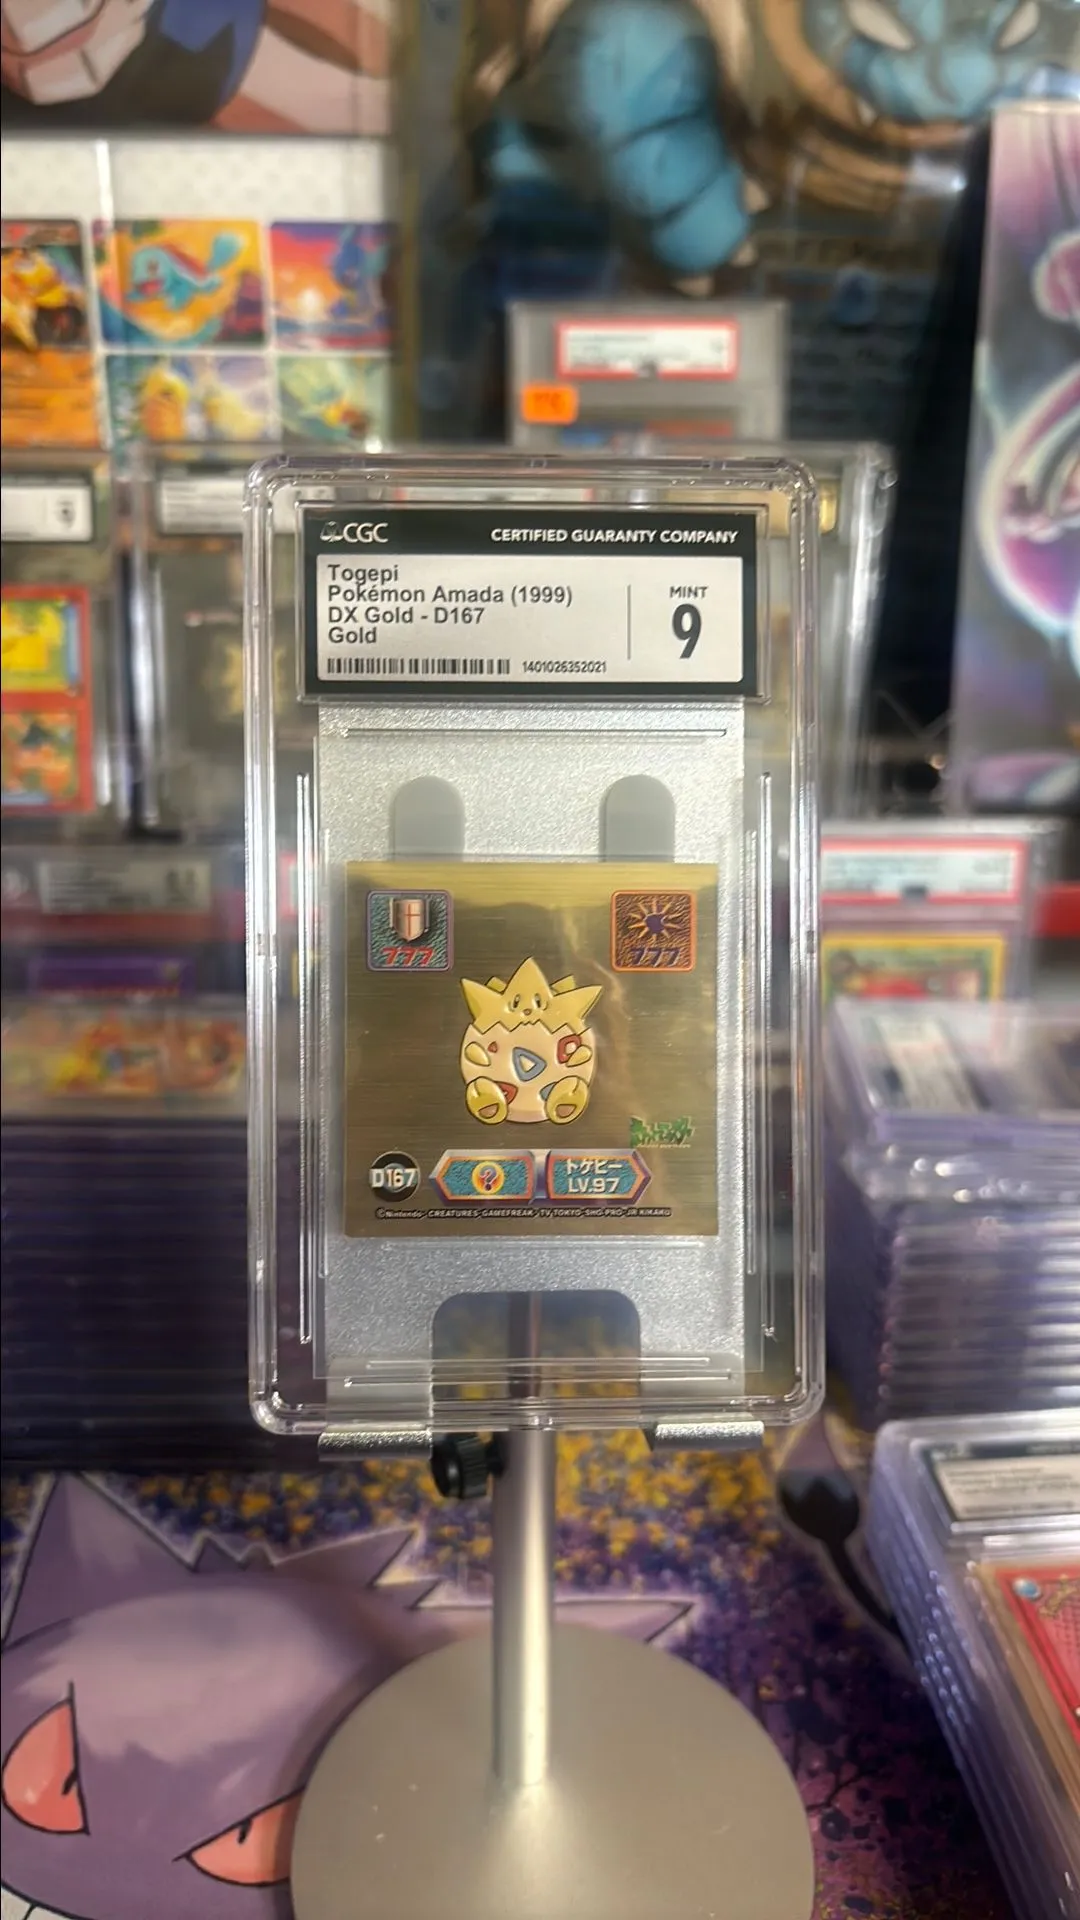 CGC
CERTIFIED GUARANTY COMPANY
Togepi
Pokémon Amada (1999)
DX Gold - D167
Gold
MINT
9
1401026352021
777
777
D167
?
トゲピー
LV.97
©Nintendo・CREATURES・GAMEFREAK・TV TOKYO・SHO-PRO・JR KIKAKU